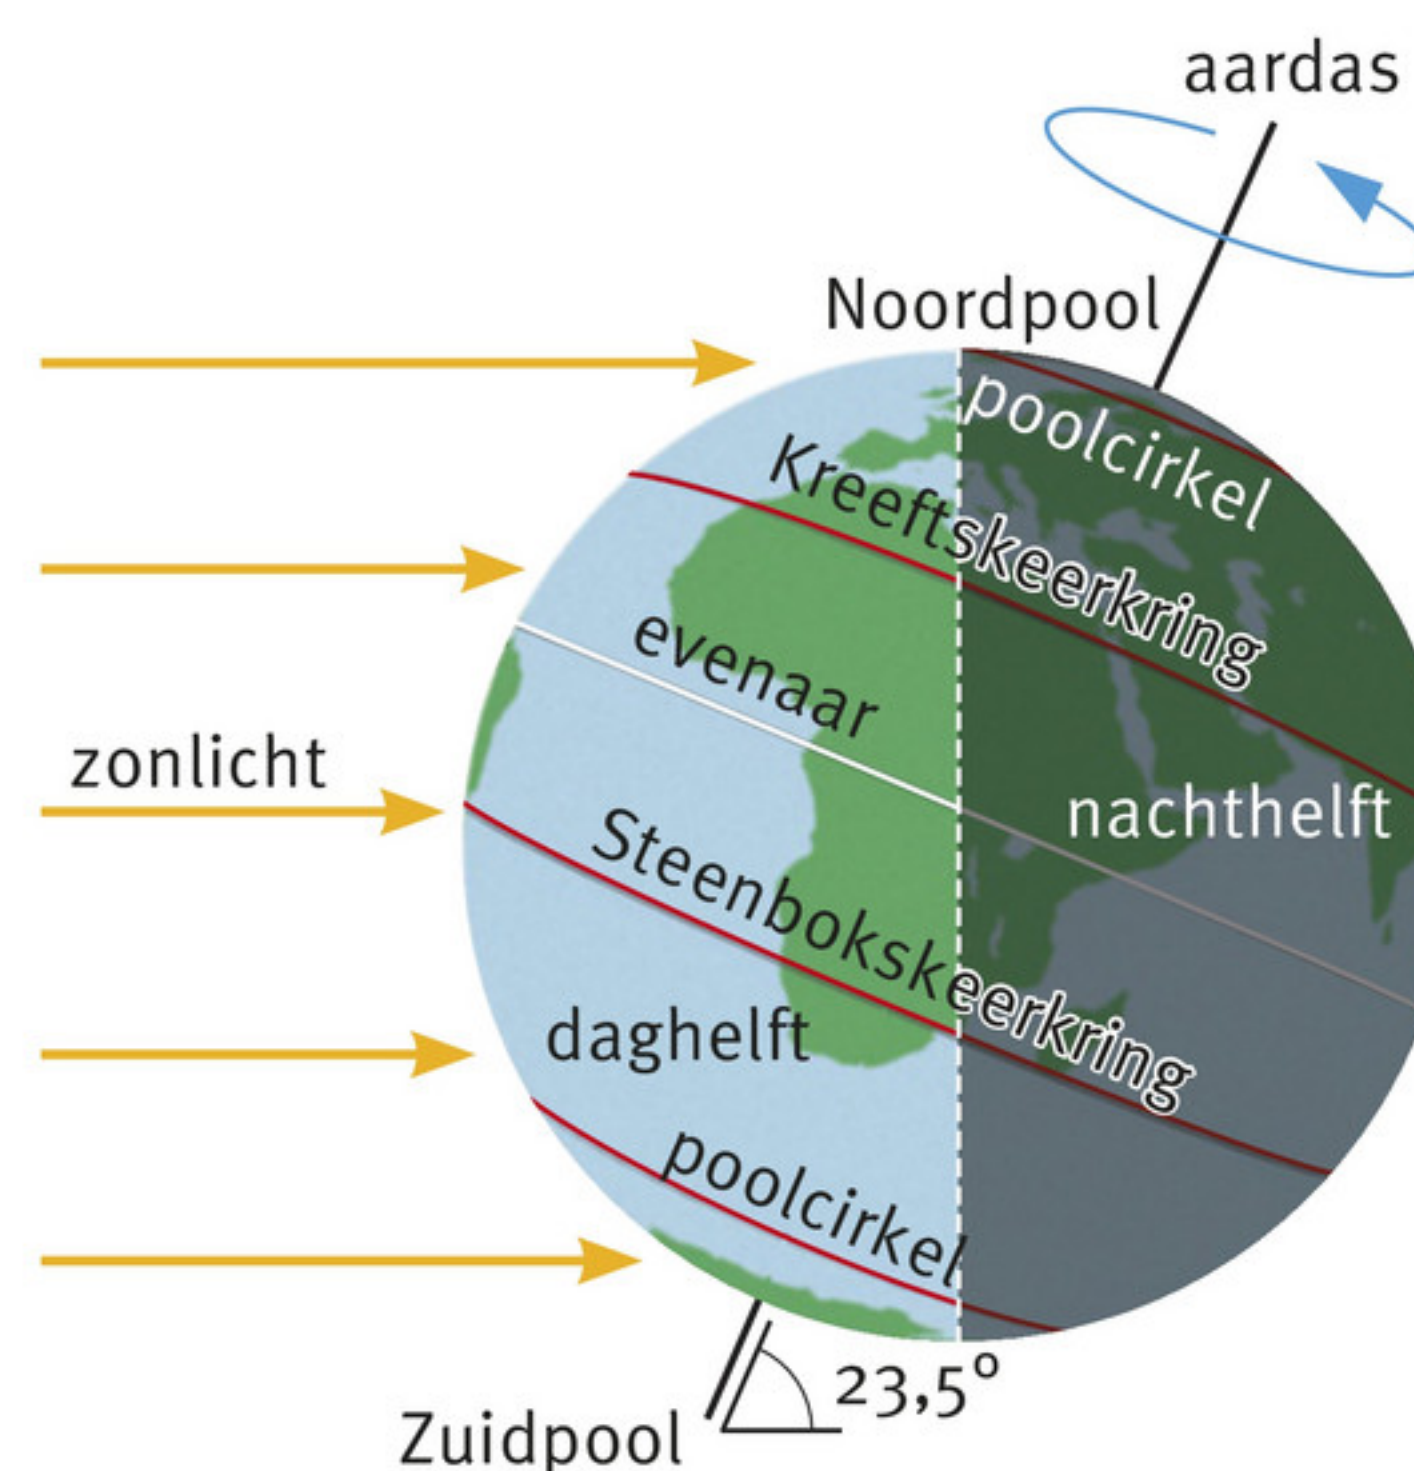 aardas
Noordpool
poolcirkel
Kreeftskeerkring
evenaar
zonlicht
nachthelft
Steenbokskeerkring
daghelft
poolcirkel
23,5°
Zuidpool